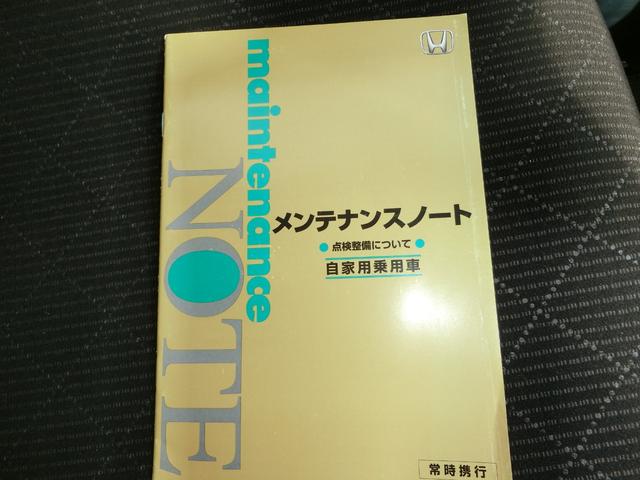 maintenance
NOTE
メンテナンスノート
●点検整備について●
自家用乗用車
常時携行